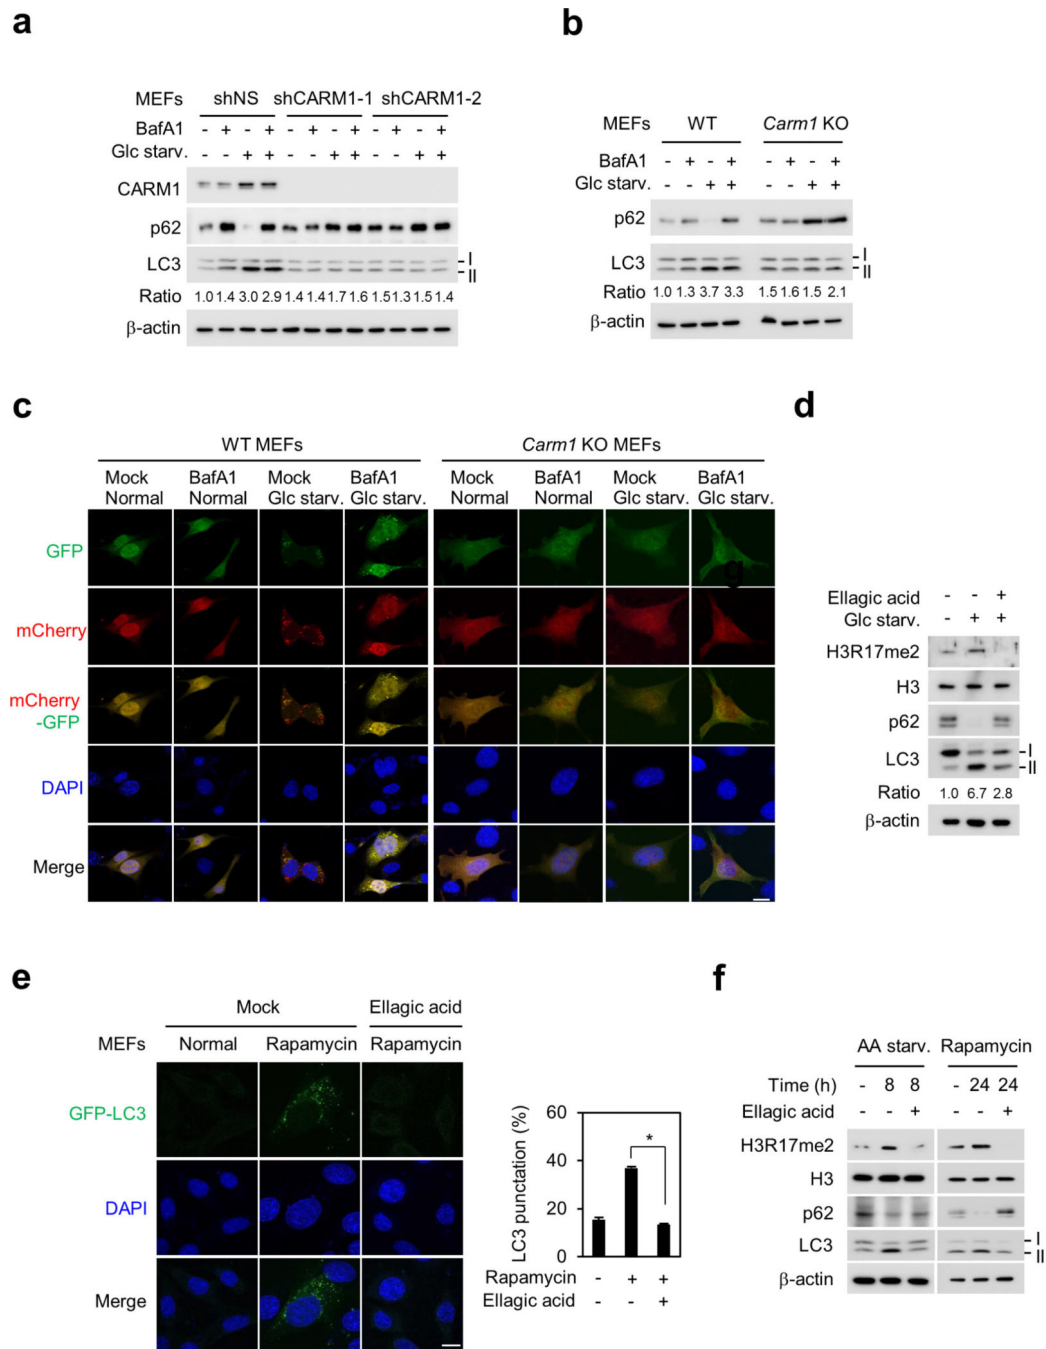 a
MEFs shNS shCARM1-1 shCARM1-2
BafA1 - + - + - + - + - + - +
Glc starv. - - + + - - + + - - + +
CARM1
p62
LC3 I
II
Ratio 1.0 1.4 3.0 2.9 1.4 1.4 1.7 1.6 1.5 1.3 1.5 1.4
β-actin
b
MEFs WT Carm1 KO
BafA1 - + - + - + - +
Glc starv. - - + + - - + +
p62
LC3 I
II
Ratio 1.0 1.3 3.7 3.3 1.5 1.6 1.5 2.1
β-actin
c
WT MEFs Carm1 KO MEFs
Mock BafA1 Mock BafA1 Mock BafA1 Mock BafA1
Normal Normal Glc starv. Glc starv. Normal Normal Glc starv. Glc starv.
GFP
g
mCherry
mCherry
-GFP
DAPI
Merge
d
Ellagic acid - - +
Glc starv. - + +
H3R17me2
H3
p62
LC3 I
II
Ratio 1.0 6.7 2.8
β-actin
e
Mock Ellagic acid
MEFs Normal Rapamycin Rapamycin
GFP-LC3
DAPI
Merge
LC3 punctation (%)
60
40
20
0
*
Rapamycin - + +
Ellagic acid - - +
f
AA starv. Rapamycin
Time (h) - 8 8 - 24 24
Ellagic acid - - + - - +
H3R17me2
H3
p62
LC3 I
II
β-actin